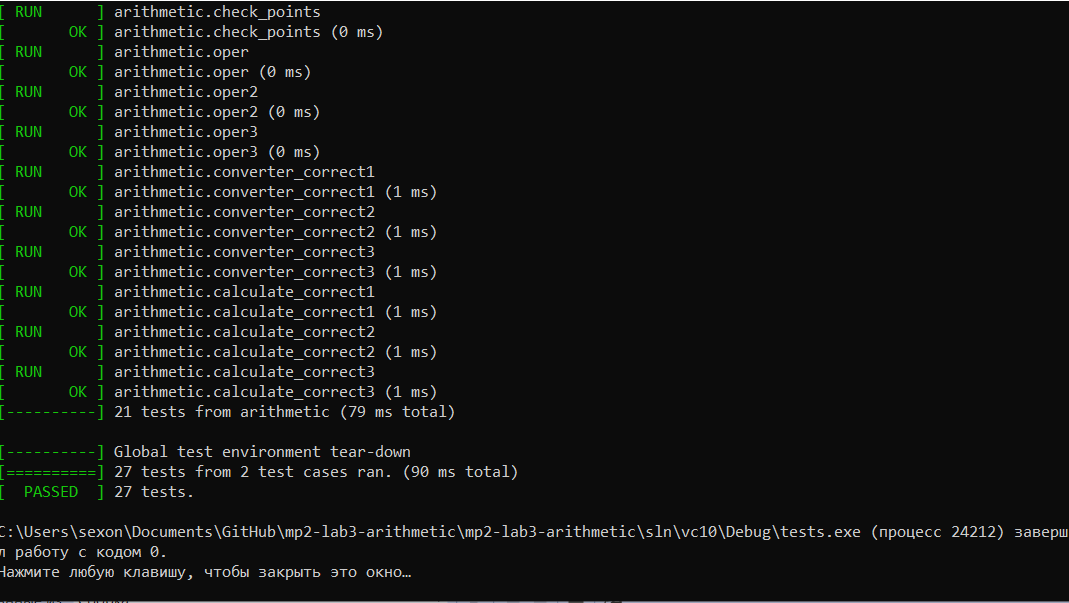 [ RUN      ] arithmetic.check_points
[       OK ] arithmetic.check_points (0 ms)
[ RUN      ] arithmetic.oper
[       OK ] arithmetic.oper (0 ms)
[ RUN      ] arithmetic.oper2
[       OK ] arithmetic.oper2 (0 ms)
[ RUN      ] arithmetic.oper3
[       OK ] arithmetic.oper3 (0 ms)
[ RUN      ] arithmetic.converter_correct1
[       OK ] arithmetic.converter_correct1 (1 ms)
[ RUN      ] arithmetic.converter_correct2
[       OK ] arithmetic.converter_correct2 (1 ms)
[ RUN      ] arithmetic.converter_correct3
[       OK ] arithmetic.converter_correct3 (1 ms)
[ RUN      ] arithmetic.calculate_correct1
[       OK ] arithmetic.calculate_correct1 (1 ms)
[ RUN      ] arithmetic.calculate_correct2
[       OK ] arithmetic.calculate_correct2 (1 ms)
[ RUN      ] arithmetic.calculate_correct3
[       OK ] arithmetic.calculate_correct3 (1 ms)
[----------] 21 tests from arithmetic (79 ms total)

[----------] Global test environment tear-down
[==========] 27 tests from 2 test cases ran. (90 ms total)
[  PASSED  ] 27 tests.

C:\Users\sexon\Documents\GitHub\mp2-lab3-arithmetic\mp2-lab3-arithmetic\sln\vc10\Debug\tests.exe (процесс 24212) заверш
л работу с кодом 0.
Нажмите любую клавишу, чтобы закрыть это окно…